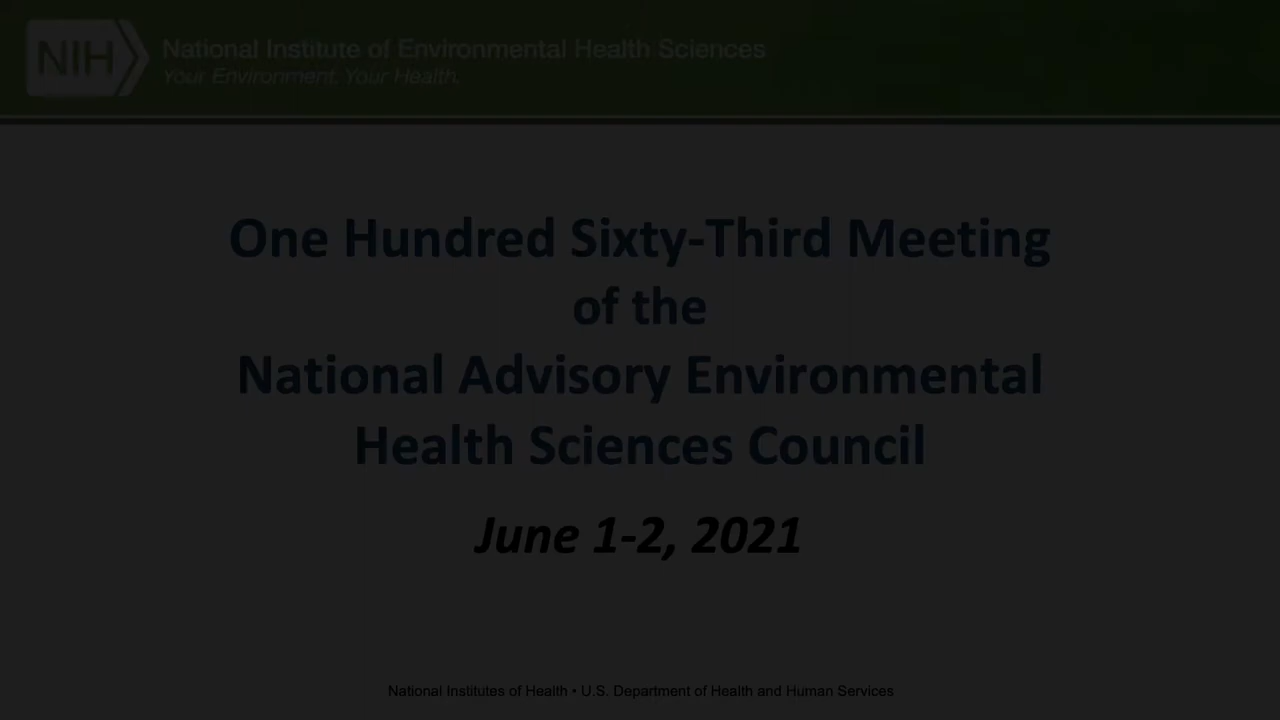 NIH
National Institute of Environmental Health Sciences
Your Environment. Your Health.
One Hundred Sixty-Third Meeting
of the
National Advisory Environmental
Health Sciences Council
June 1-2, 2021
National Institutes of Health • U.S. Department of Health and Human Services